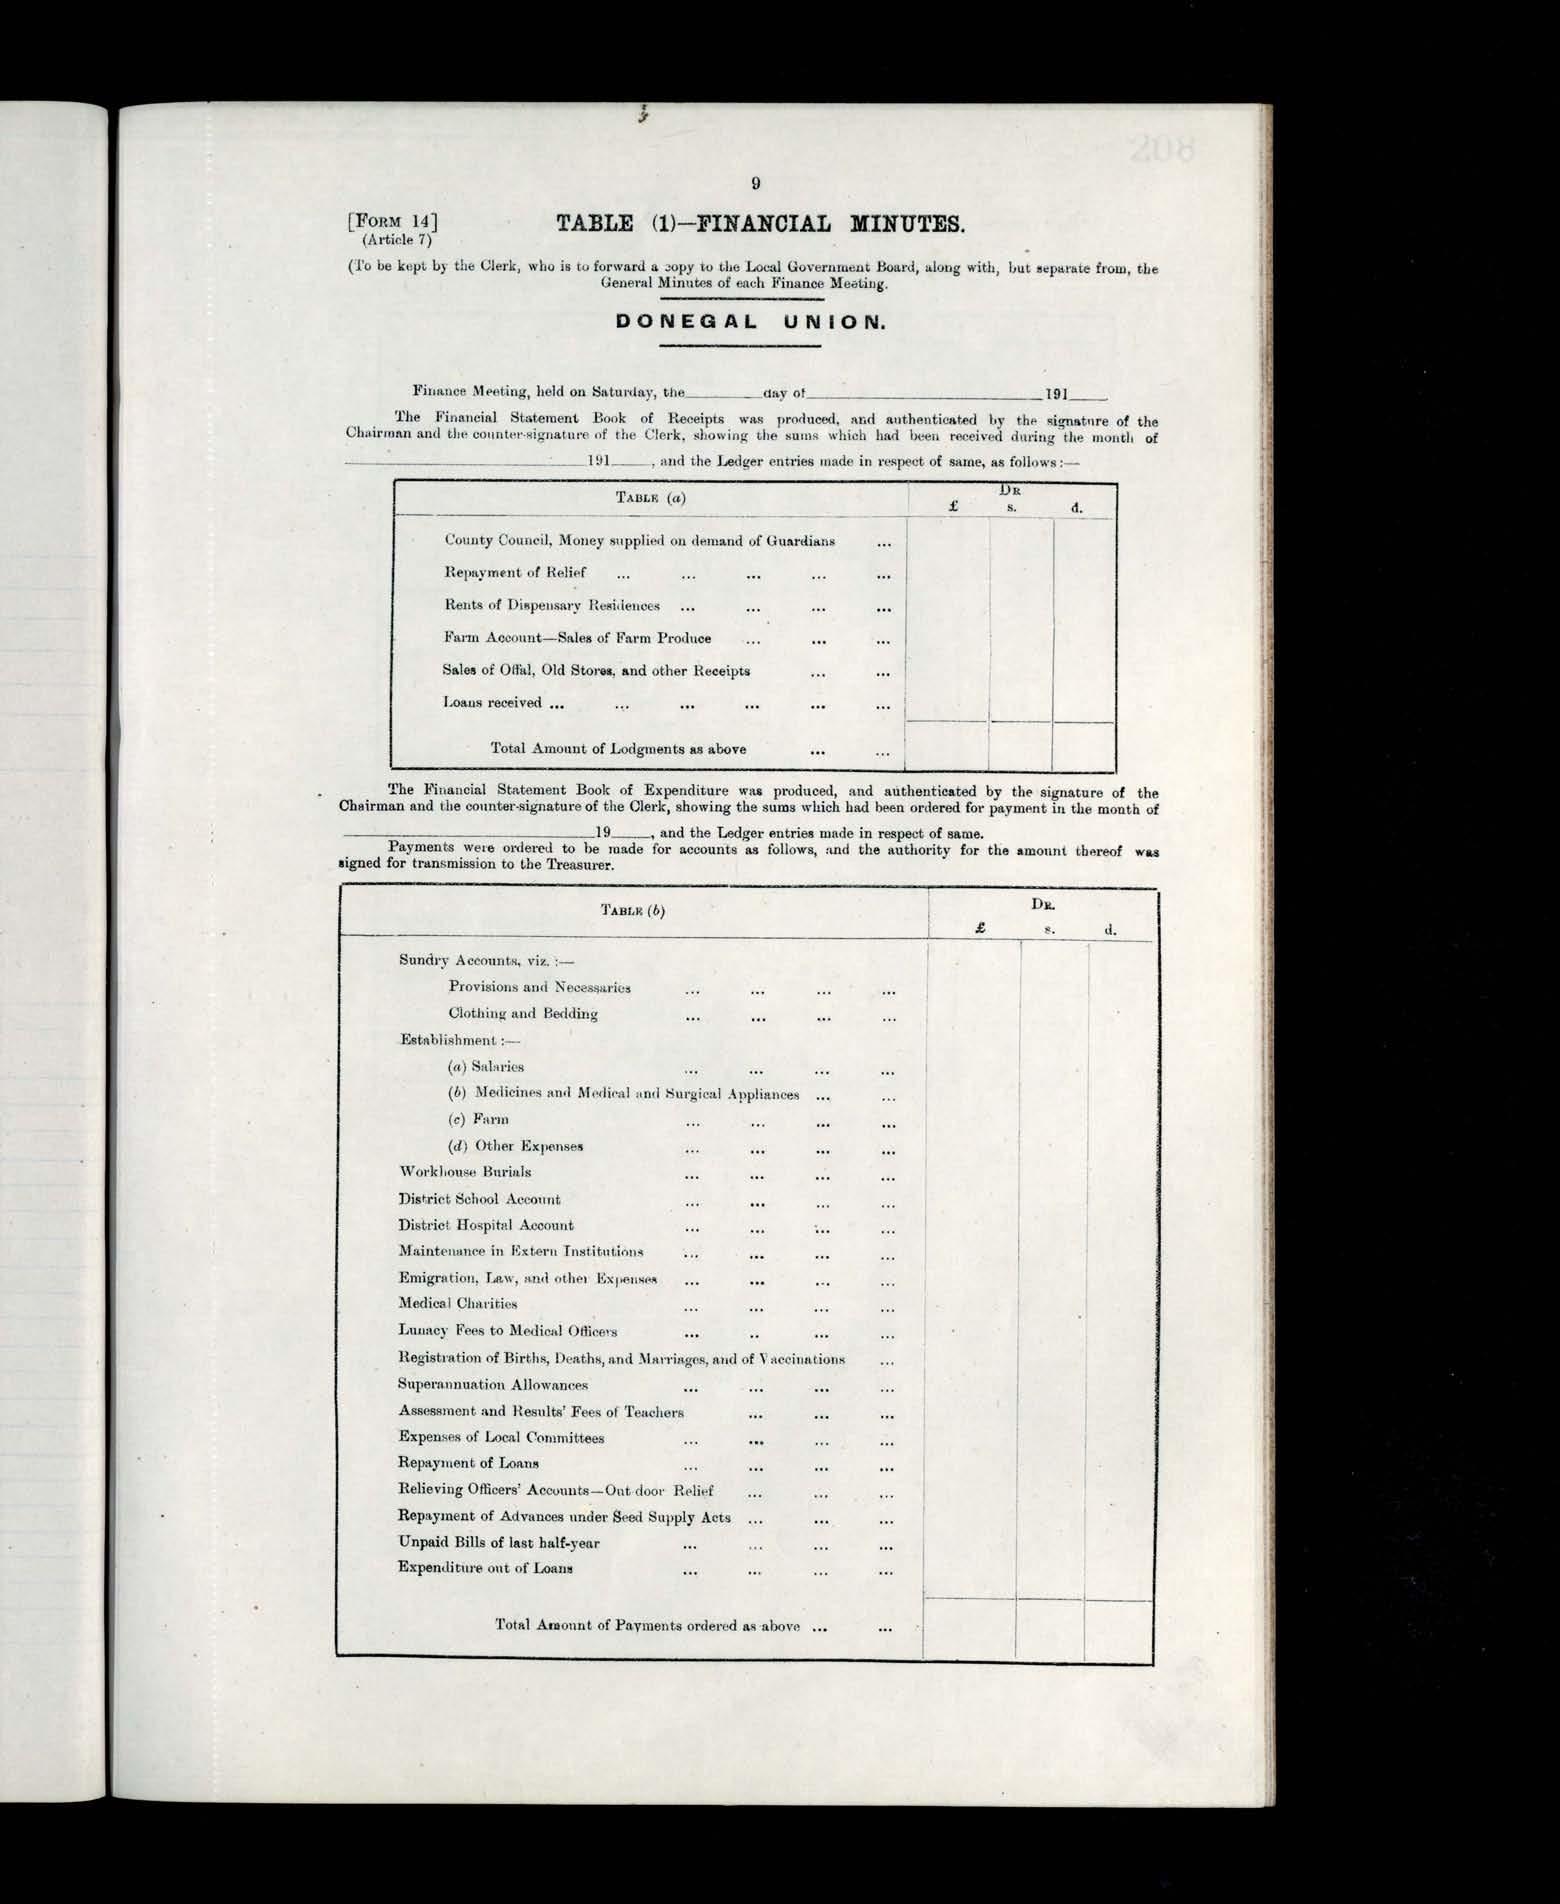 208
9
[FORM 14]
(Article 7)
TABLE (1)—FINANCIAL MINUTES.
(To be kept by the Clerk, who is to forward a copy to the Local Government Board, along with, but separate from, the
General Minutes of each Finance Meeting.
DONEGAL UNION.
Finance Meeting, held on Saturday, the________day of________________191____
The Financial Statement Book of Receipts was produced, and authenticated by the signature of the
Chairman and the counter-signature of the Clerk, showing the sums which had been received during the month of
________________191____, and the Ledger entries made in respect of same, as follows:—
TABLE (a) DR
£ s. d.
County Council, Money supplied on demand of Guardians ...
Repayment of Relief ... ... ... ... ...
Rents of Dispensary Residences ... ... ... ...
Farm Account—Sales of Farm Produce ... ... ...
Sales of Offal, Old Stores, and other Receipts ... ...
Loans received ... ... ... ... ... ...
Total Amount of Lodgments as above ... ...
The Financial Statement Book of Expenditure was produced, and authenticated by the signature of the
Chairman and the counter-signature of the Clerk, showing the sums which had been ordered for payment in the month of
________________19____, and the Ledger entries made in respect of same.
Payments were ordered to be made for accounts as follows, and the authority for the amount thereof was
signed for transmission to the Treasurer.
TABLE (b) DR.
£ s. d.
Sundry Accounts, viz. :—
Provisions and Necessaries ... ... ... ...
Clothing and Bedding ... ... ... ...
Establishment :—
(a) Salaries ... ... ... ...
(b) Medicines and Medical and Surgical Appliances ... ...
(c) Farm ... ... ... ...
(d) Other Expenses ... ... ... ...
Workhouse Burials ... ... ... ...
District School Account ... ... ... ...
District Hospital Account ... ... ... ...
Maintenance in Extern Institutions ... ... ... ...
Emigration, Law, and other Expenses ... ... ... ...
Medical Charities ... ... ... ...
Lunacy Fees to Medical Officers ... .. ... ...
Registration of Births, Deaths, and Marriages, and of Vaccinations ...
Superannuation Allowances ... ... ... ...
Assessment and Results' Fees of Teachers ... ... ...
Expenses of Local Committees ... ... ... ...
Repayment of Loans ... ... ... ...
Relieving Officers' Accounts—Out-door Relief ... ... ...
Repayment of Advances under Seed Supply Acts ... ... ...
Unpaid Bills of last half-year ... ... ... ...
Expenditure out of Loans ... ... ... ...
Total Amount of Payments ordered as above ... ...